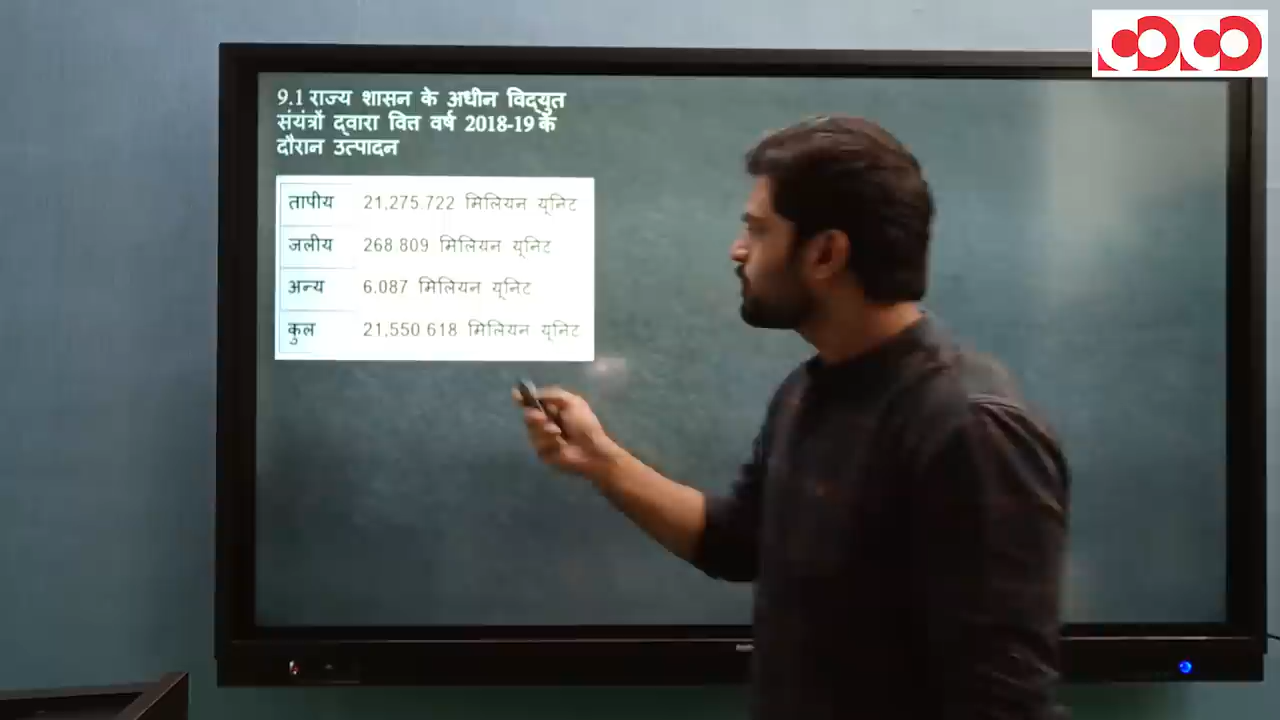 9.1 राज्य शासन के अधीन विद्युत
संयंत्रों द्वारा वित्त वर्ष 2018-19 के
दौरान उत्पादन
तापीय 21,275.722 मिलियन यूनिट
जलीय 268.809 मिलियन यूनिट
अन्य 6.087 मिलियन यूनिट
कुल 21,550.618 मिलियन यूनिट